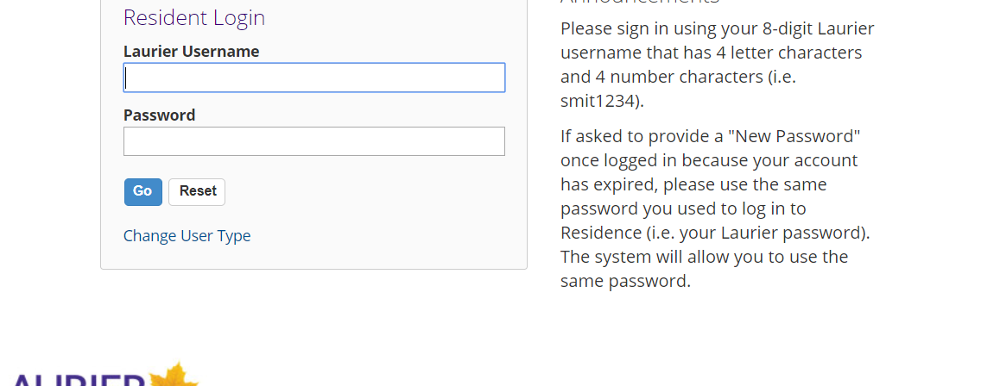 Resident Login
Laurier Username
Password
Go
Reset
Change User Type
Announcements
Please sign in using your 8-digit Laurier
username that has 4 letter characters
and 4 number characters (i.e.
smit1234).
If asked to provide a "New Password"
once logged in because your account
has expired, please use the same
password you used to log in to
Residence (i.e. your Laurier password).
The system will allow you to use the
same password.